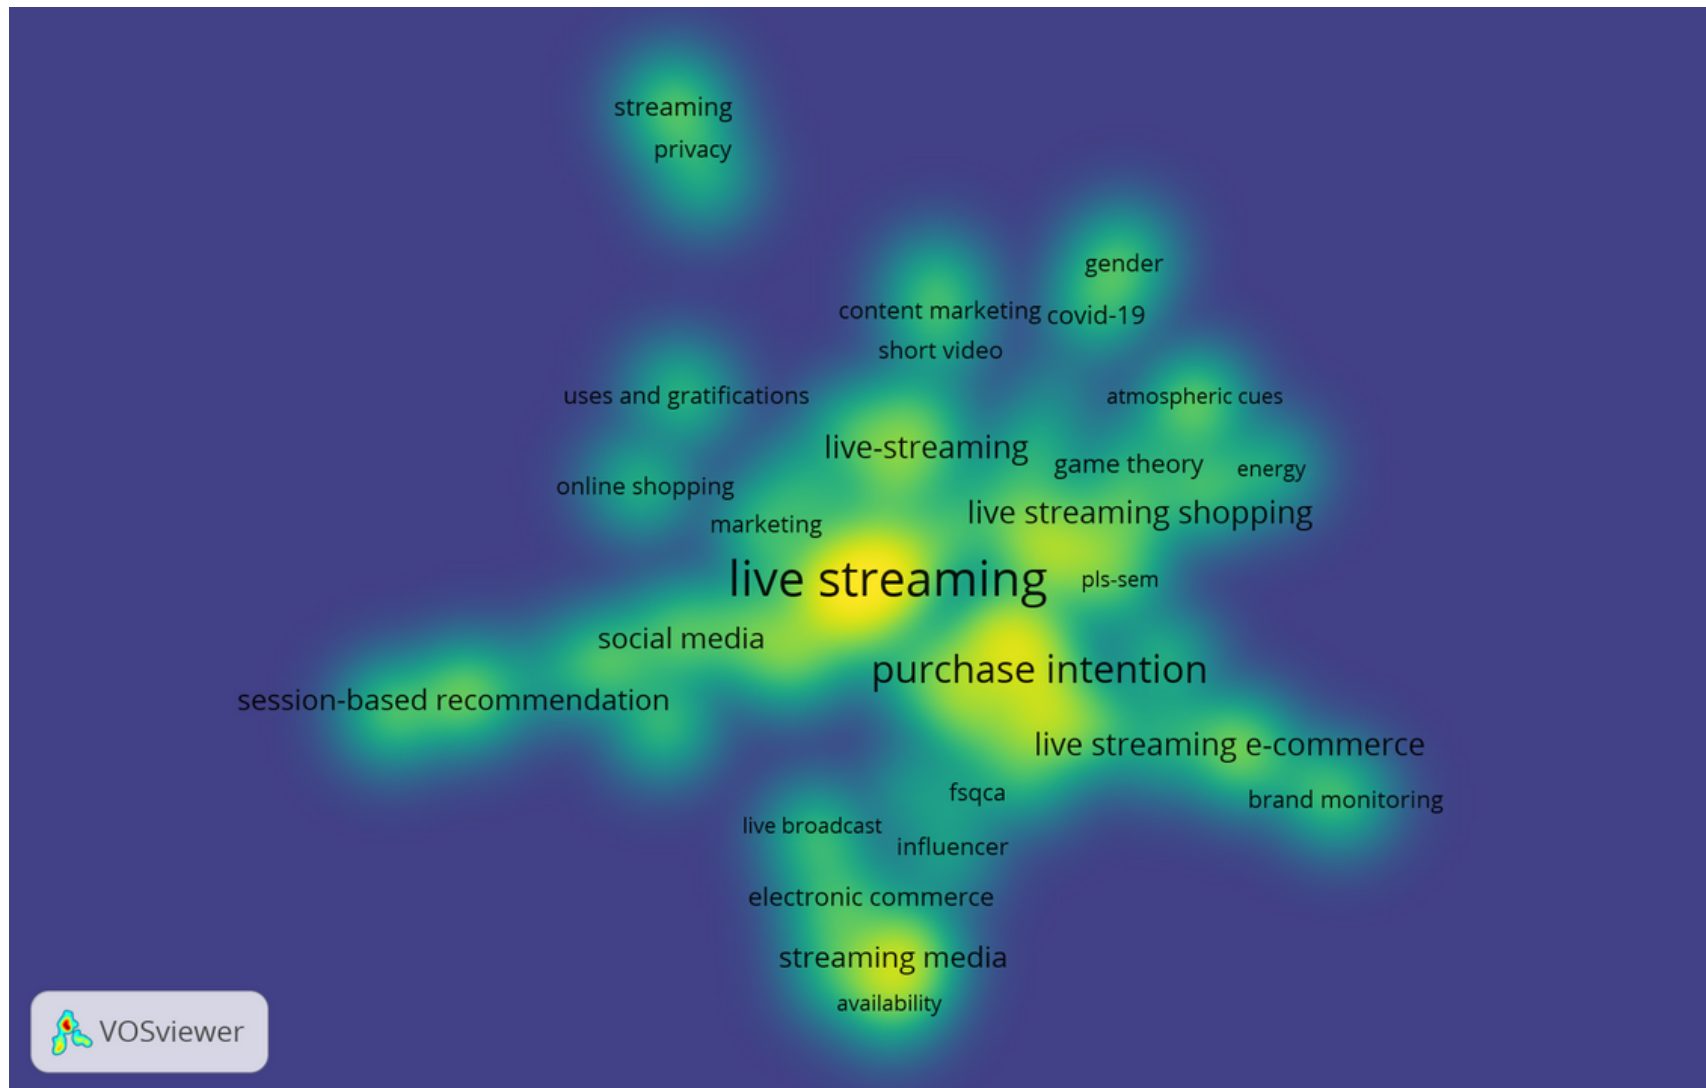 streaming
privacy
gender
content marketing
covid-19
short video
uses and gratifications
atmospheric cues
live-streaming
game theory
energy
online shopping
live streaming shopping
marketing
live streaming
pls-sem
social media
purchase intention
session-based recommendation
live streaming e-commerce
fsqca
brand monitoring
live broadcast
influencer
electronic commerce
streaming media
availability
VOSviewer